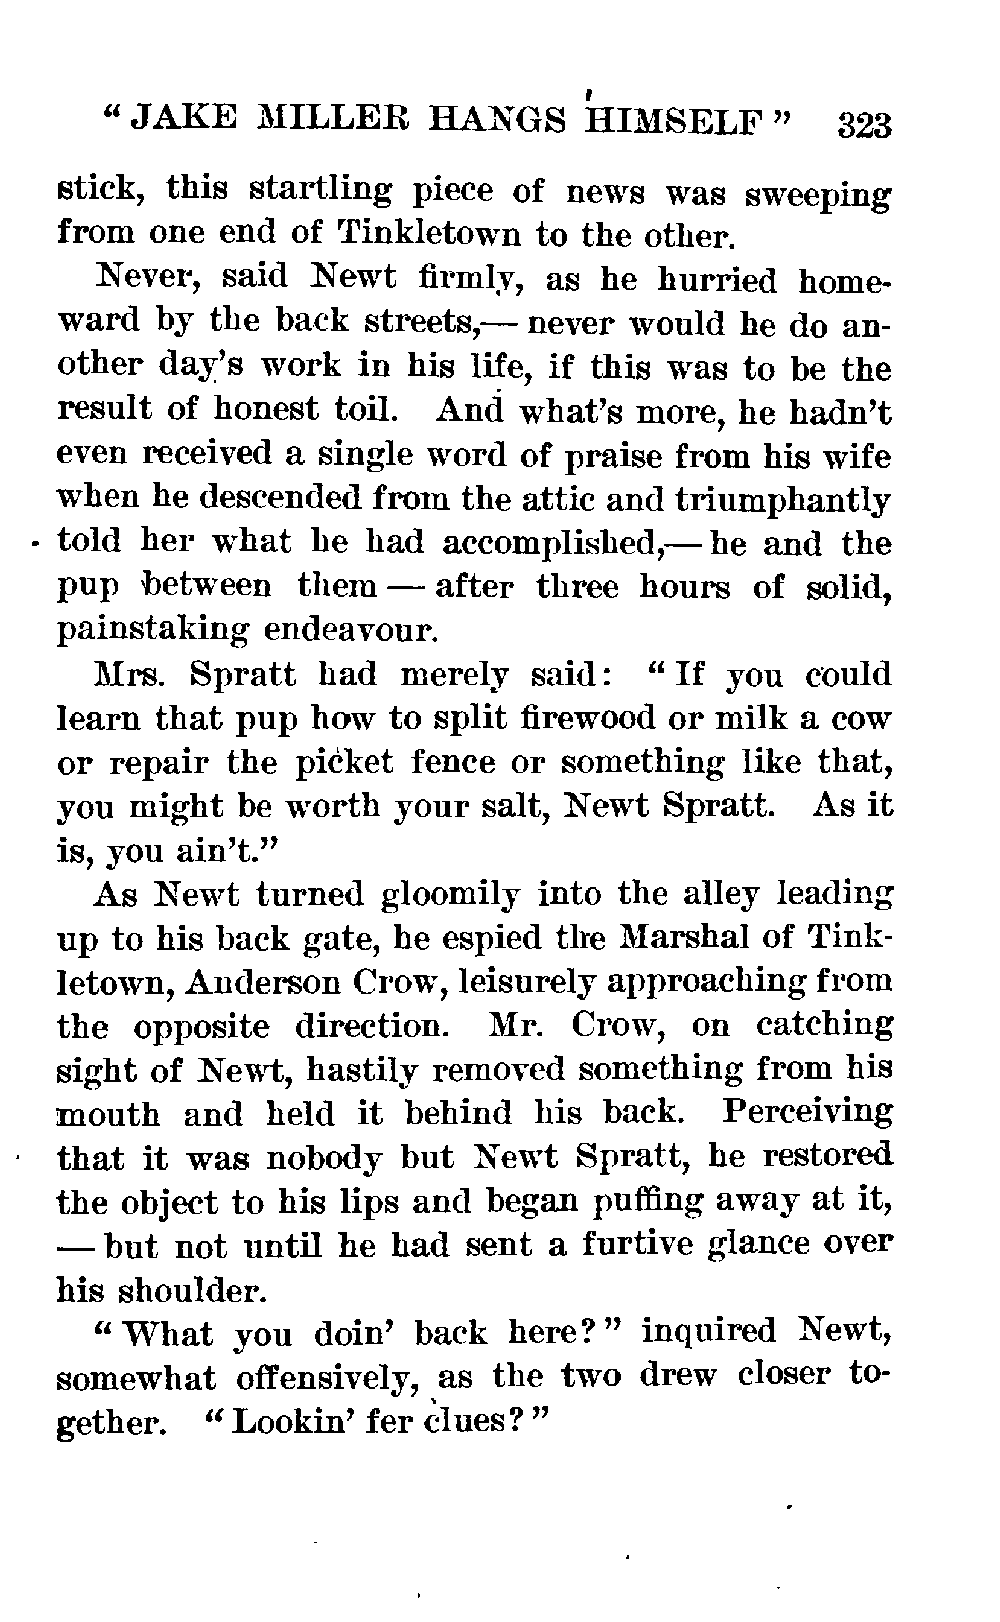 “JAKE MILLER HANGS HIMSELF” 323
stick, this startling piece of news was sweeping
from one end of Tinkletown to the other.
Never, said Newt firmly, as he hurried home-
ward by the back streets,— never would he do an-
other day’s work in his life, if this was to be the
result of honest toil. And what’s more, he hadn’t
even received a single word of praise from his wife
when he descended from the attic and triumphantly
told her what he had accomplished,— he and the
pup between them — after three hours of solid,
painstaking endeavour.
Mrs. Spratt had merely said: “If you could
learn that pup how to split firewood or milk a cow
or repair the picket fence or something like that,
you might be worth your salt, Newt Spratt. As it
is, you ain’t.”
As Newt turned gloomily into the alley leading
up to his back gate, he espied the Marshal of Tink-
letown, Anderson Crow, leisurely approaching from
the opposite direction. Mr. Crow, on catching
sight of Newt, hastily removed something from his
mouth and held it behind his back. Perceiving
that it was nobody but Newt Spratt, he restored
the object to his lips and began puffing away at it,
— but not until he had sent a furtive glance over
his shoulder.
“What you doin’ back here?” inquired Newt,
somewhat offensively, as the two drew closer to-
gether. “Lookin’ fer clues?”